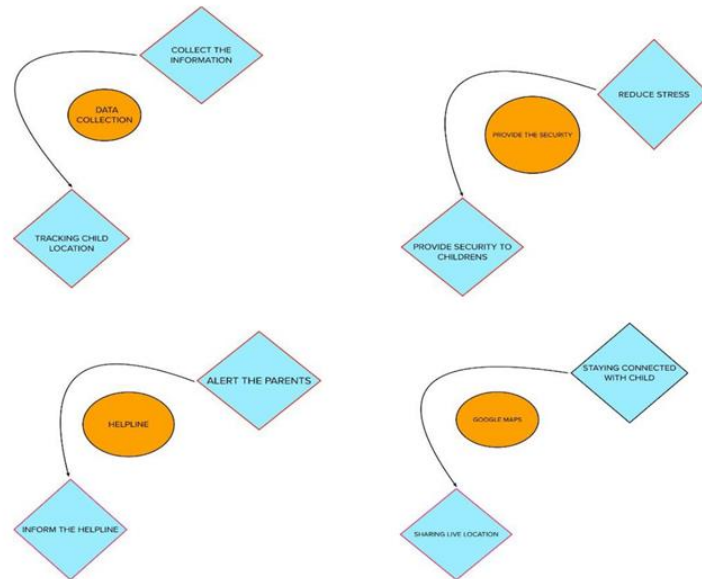 COLLECT THE
INFORMATION
DATA
COLLECTION
TRACKING CHILD
LOCATION
REDUCE STRESS
PROVIDE THE SECURITY
PROVIDE SECURITY TO
CHILDRENS
ALERT THE PARENTS
HELPLINE
INFORM THE HELPLINE
STAYING CONNECTED
WITH CHILD
GOOGLE MAPS
SHARING LIVE LOCATION